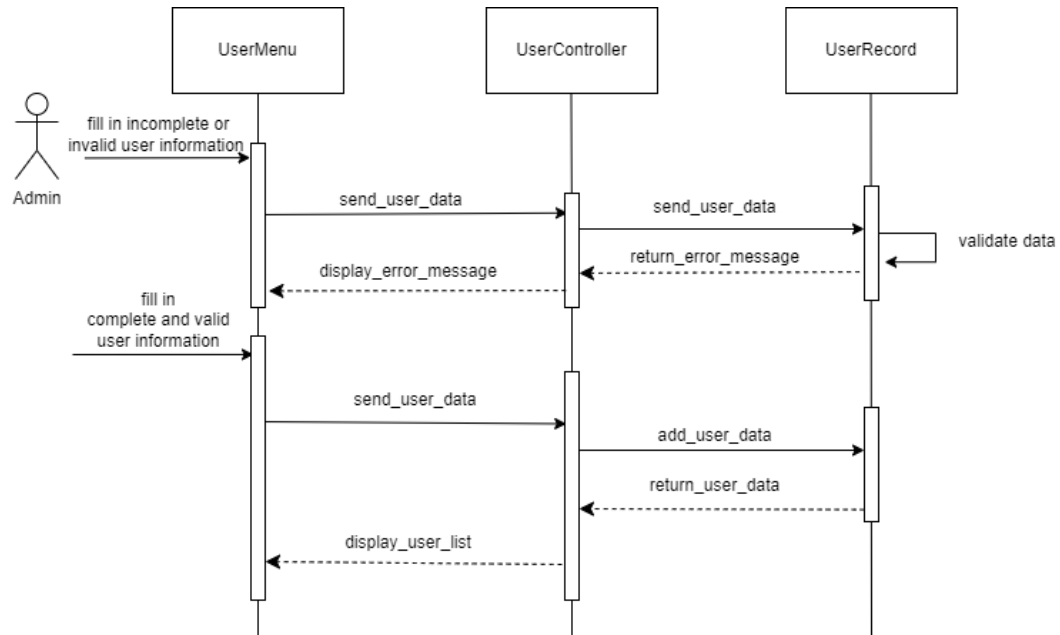 UserMenu
UserController
UserRecord
fill in incomplete or
invalid user information
Admin
send_user_data
send_user_data
validate data
return_error_message
display_error_message
fill in
complete and valid
user information
send_user_data
add_user_data
return_user_data
display_user_list